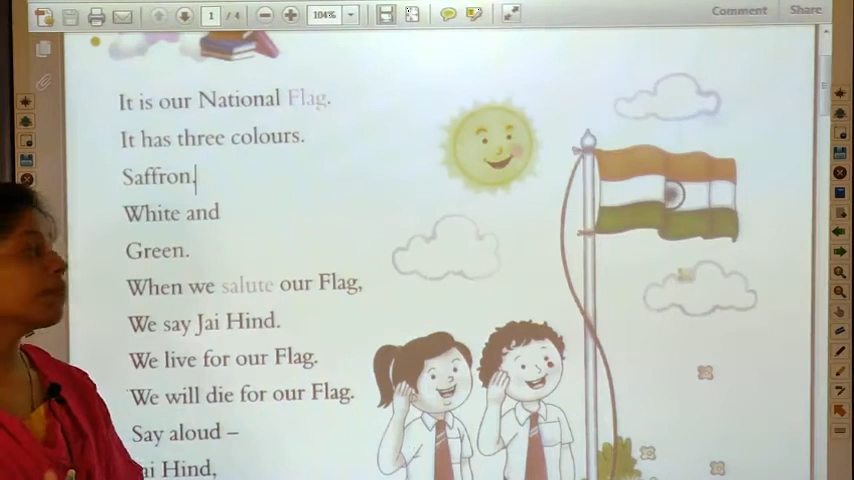 1 / 4
104%
Comment
Share
It is our National Flag.
It has three colours.
Saffron,
White and
Green.
When we salute our Flag,
We say Jai Hind.
We live for our Flag.
We will die for our Flag.
Say aloud –
ai Hind,